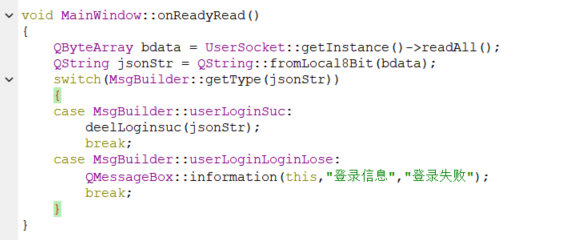 void MainWindow::onReadyRead()
{
QByteArray bdata = UserSocket::getInstance()->readAll();
QString jsonStr = QString::fromLocal8Bit(bdata);
switch(MsgBuilder::getType(jsonStr))
{
case MsgBuilder::userLoginSuc:
deelLoginsuc(jsonStr);
break;
case MsgBuilder::userLoginLoginLose:
QMessageBox::information(this,"登录信息","登录失败");
break;
}
}